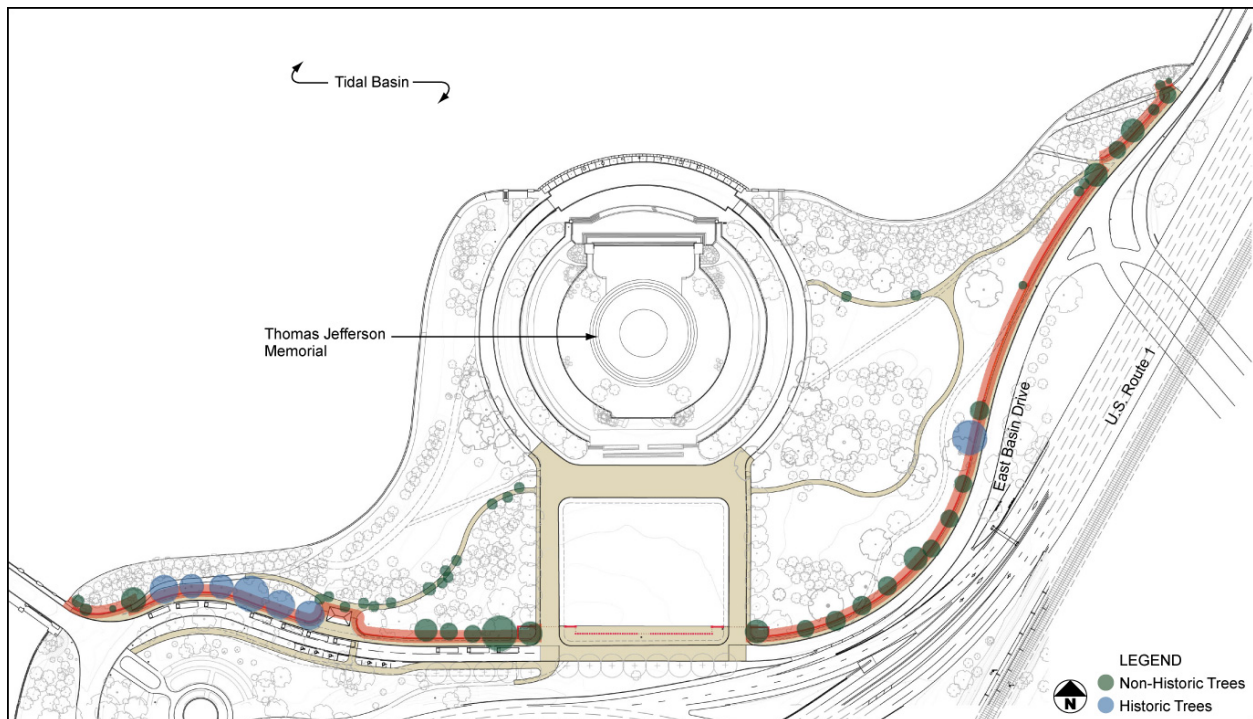 Tidal Basin
Thomas Jefferson
Memorial
East Basin Drive
U.S. Route 1
LEGEND
Non-Historic Trees
Historic Trees
N